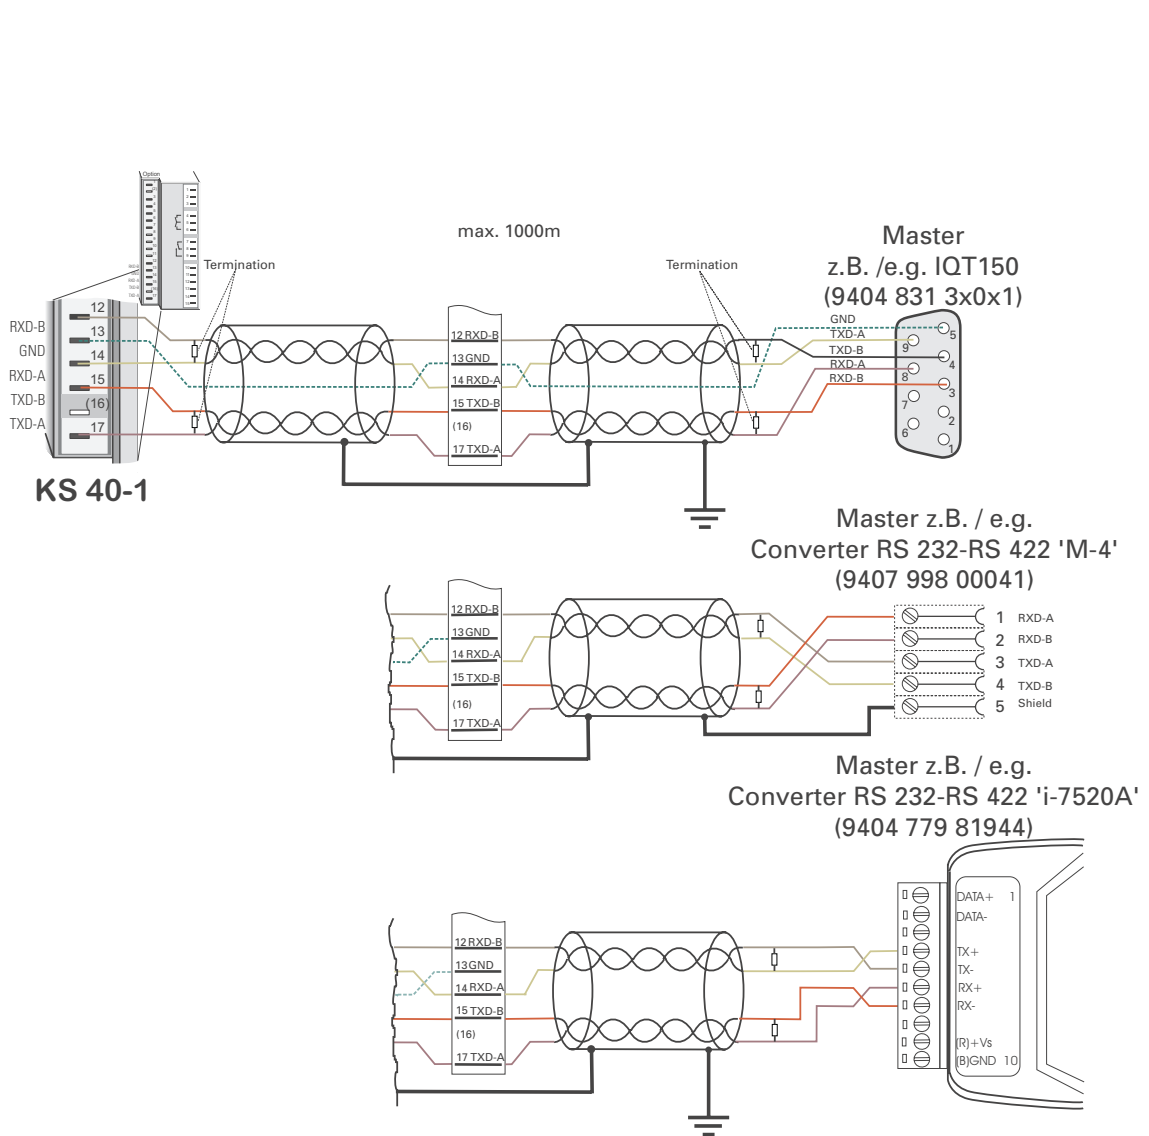 Option
max. 1000m
Termination
Termination
Master
z.B. /e.g. IQT150
(9404 831 3x0x1)
RXD-B
GND
RXD-A
TXD-B
TXD-A
12
13
14
15
(16)
17
KS 40-1
12 RXD-B
13 GND
14 RXD-A
15 TXD-B
(16)
17 TXD-A
GND
TXD-A
TXD-B
RXD-A
RXD-B
5
9
4
8
3
7
2
6
1
Master z.B. / e.g.
Converter RS 232-RS 422 'M-4'
(9407 998 00041)
12 RXD-B
13 GND
14 RXD-A
15 TXD-B
(16)
17 TXD-A
1 RXD-A
2 RXD-B
3 TXD-A
4 TXD-B
5 Shield
Master z.B. / e.g.
Converter RS 232-RS 422 'i-7520A'
(9404 779 81944)
12 RXD-B
13 GND
14 RXD-A
15 TXD-B
(16)
17 TXD-A
DATA+ 1
DATA-
TX+
TX-
RX+
RX-
(R)+Vs
(B)GND 10